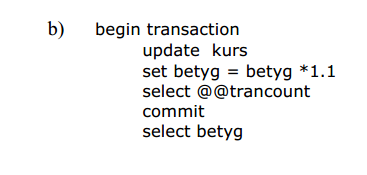 b) begin transaction
update kurs
set betyg = betyg *1.1
select @@trancount
commit
select betyg